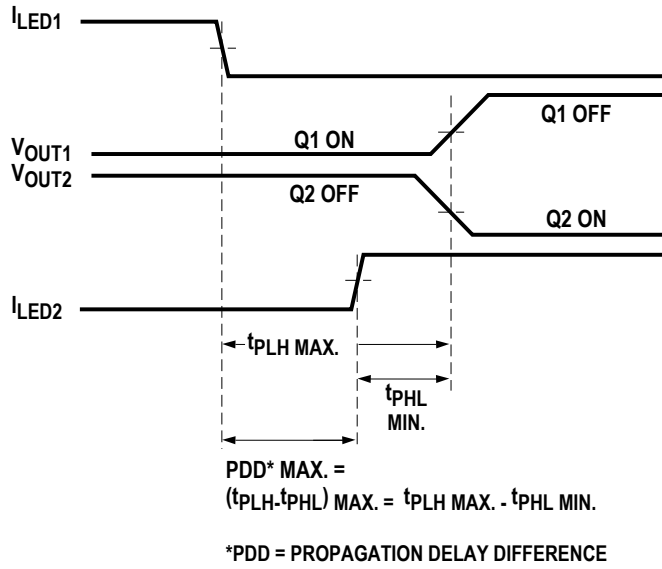 ILED1
Q1 OFF
VOUT1
Q1 ON
VOUT2
Q2 OFF
Q2 ON
ILED2
tPLH MAX.
tPHL
MIN.
PDD* MAX. =
(tPLH-tPHL) MAX. = tPLH MAX. - tPHL MIN.
*PDD = PROPAGATION DELAY DIFFERENCE